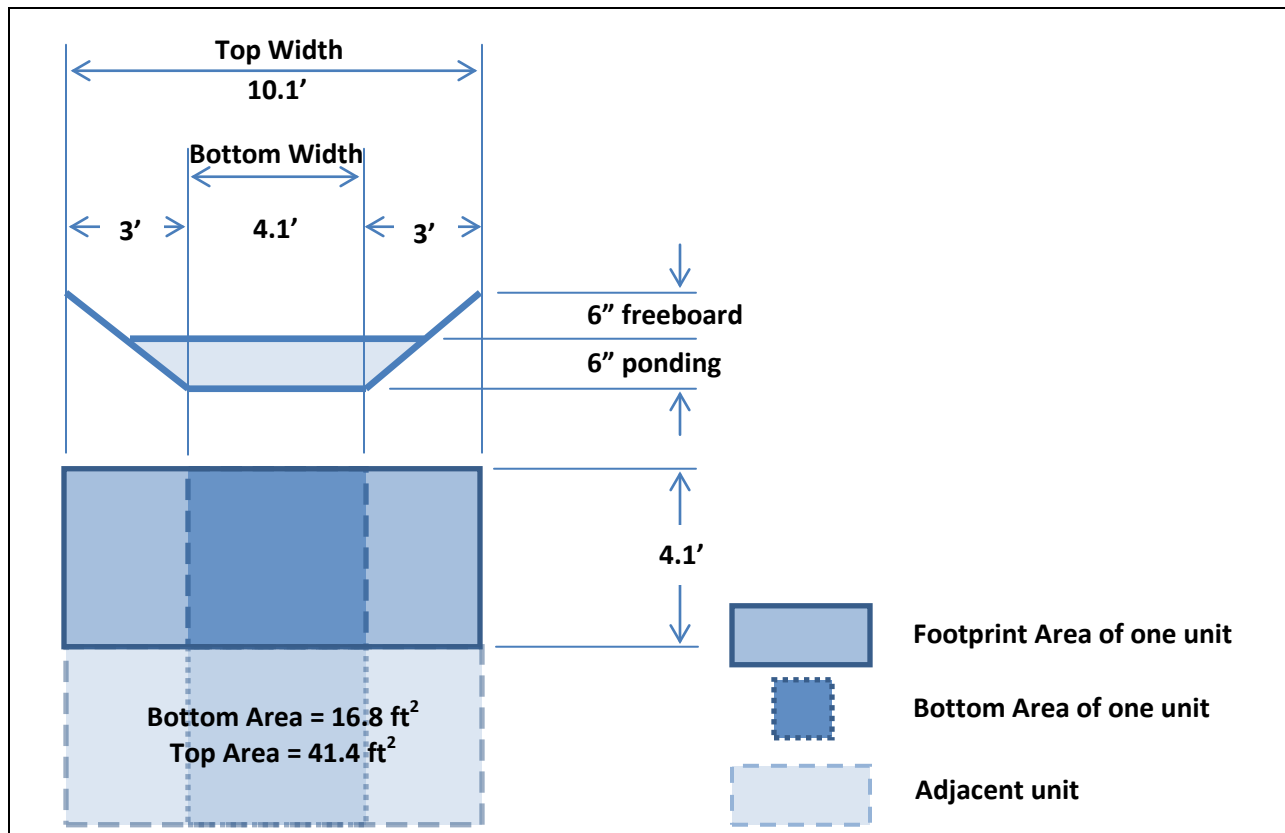 Top Width
10.1’
Bottom Width
3’
4.1’
3’
6” freeboard
6” ponding
4.1’
Footprint Area of one unit
Bottom Area = 16.8 ft²
Top Area = 41.4 ft²
Bottom Area of one unit
Adjacent unit